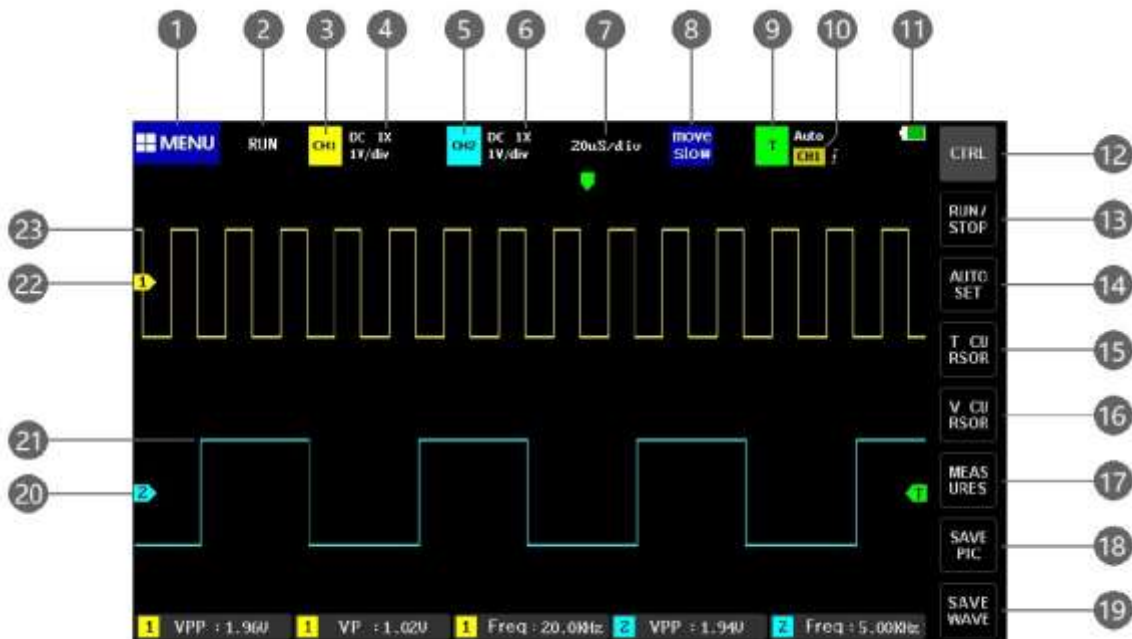 1 2 3 4 5 6 7 8 9 10 11
MENU RUN CH1 DC 1X CH2 DC 1X 20uS/div move T Auto
1V/div 1V/div slow CH1
CTRL 12
RUN/ 13
STOP
23
1 22
AUTO 14
SET
T CU 15
RSOR
V CU 16
RSOR
21
MEAS 17
URES
2 20
T
SAVE 18
PIC
SAVE 19
WAVE
1 VPP :1.96V 1 VP :1.02V 1 Freq :20.0KHz 2 VPP :1.94V 2 Freq :5.00KHz